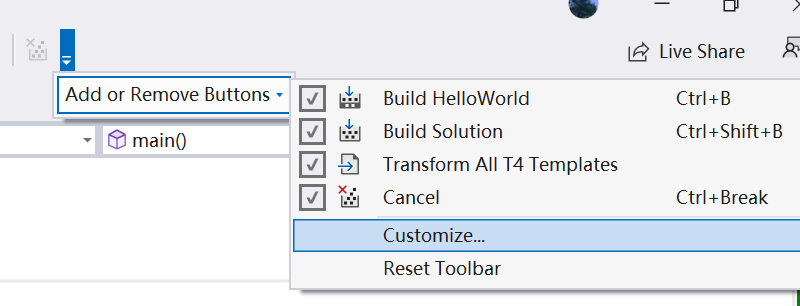 Live Share
Add or Remove Buttons
Build HelloWorld Ctrl+B
Build Solution Ctrl+Shift+B
main()
Transform All T4 Templates
Cancel Ctrl+Break
Customize...
Reset Toolbar